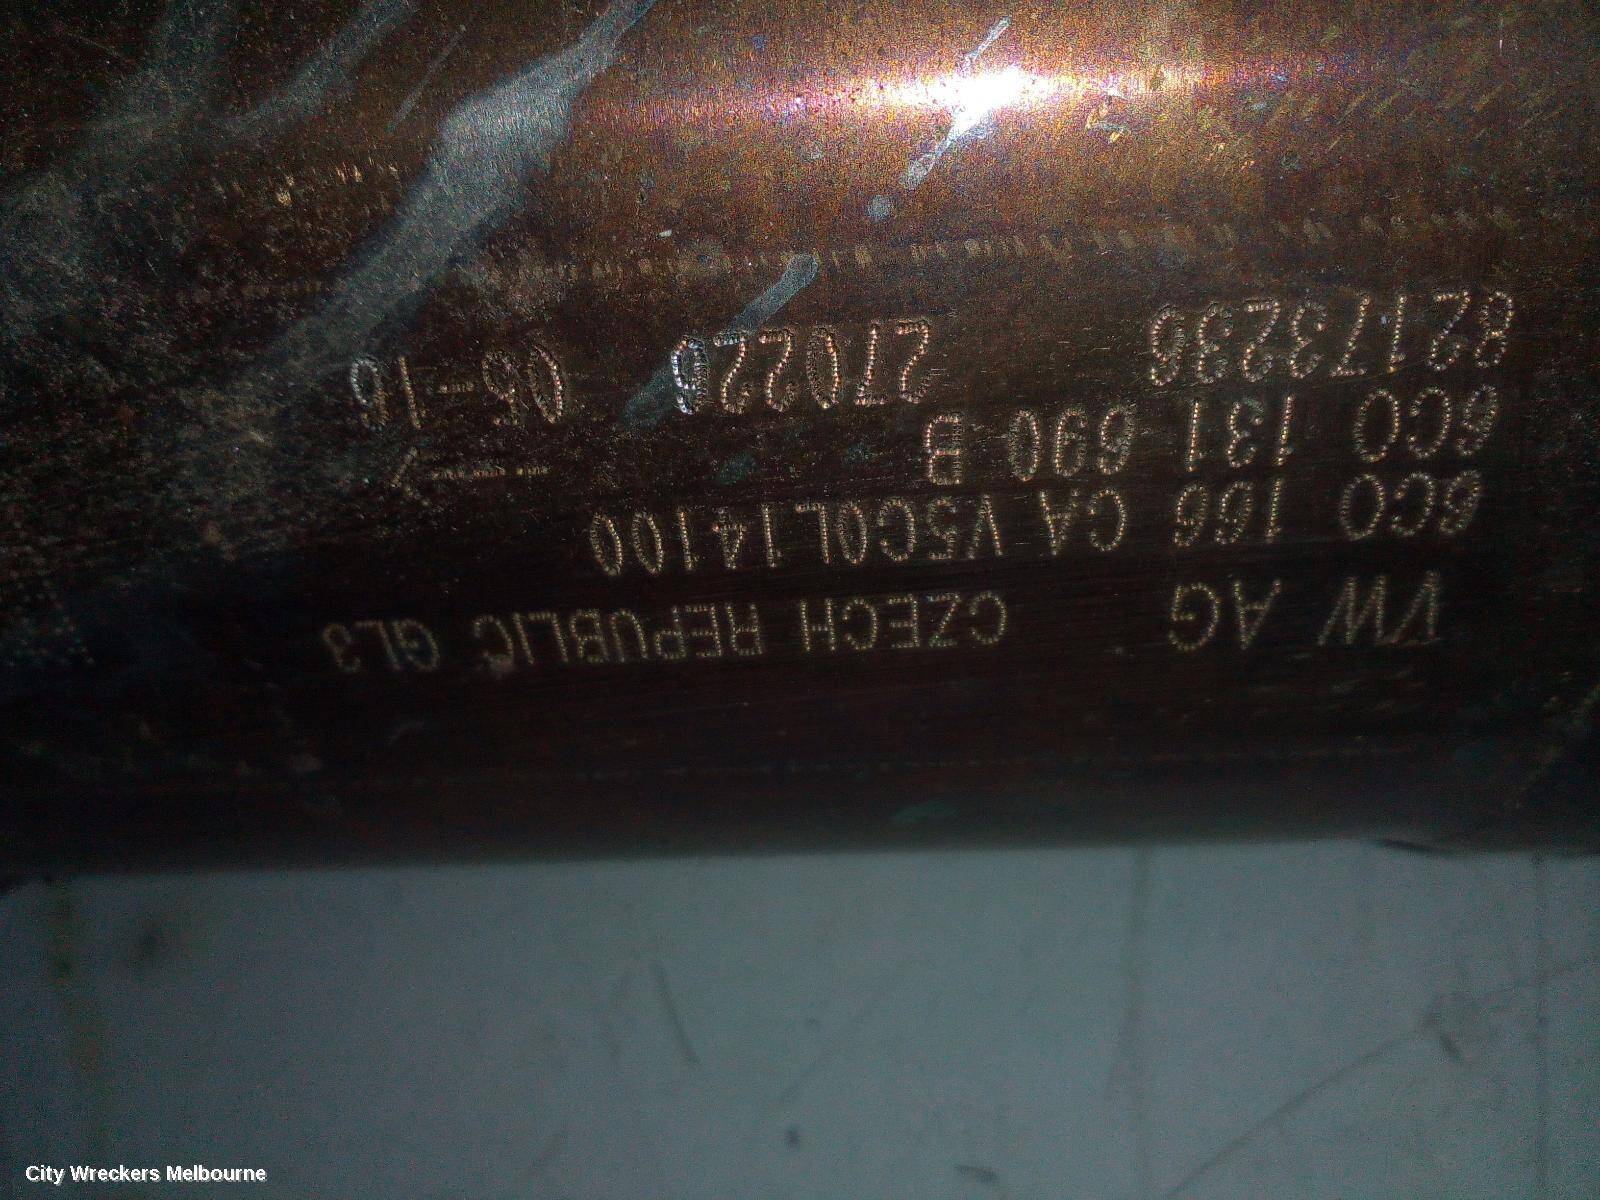 VW AG CZECH REPUBLIC GL3
6C0 166 CA V5C0L14100
6C0 131 690 B
82173236 270226 05-16
City Wreckers Melbourne